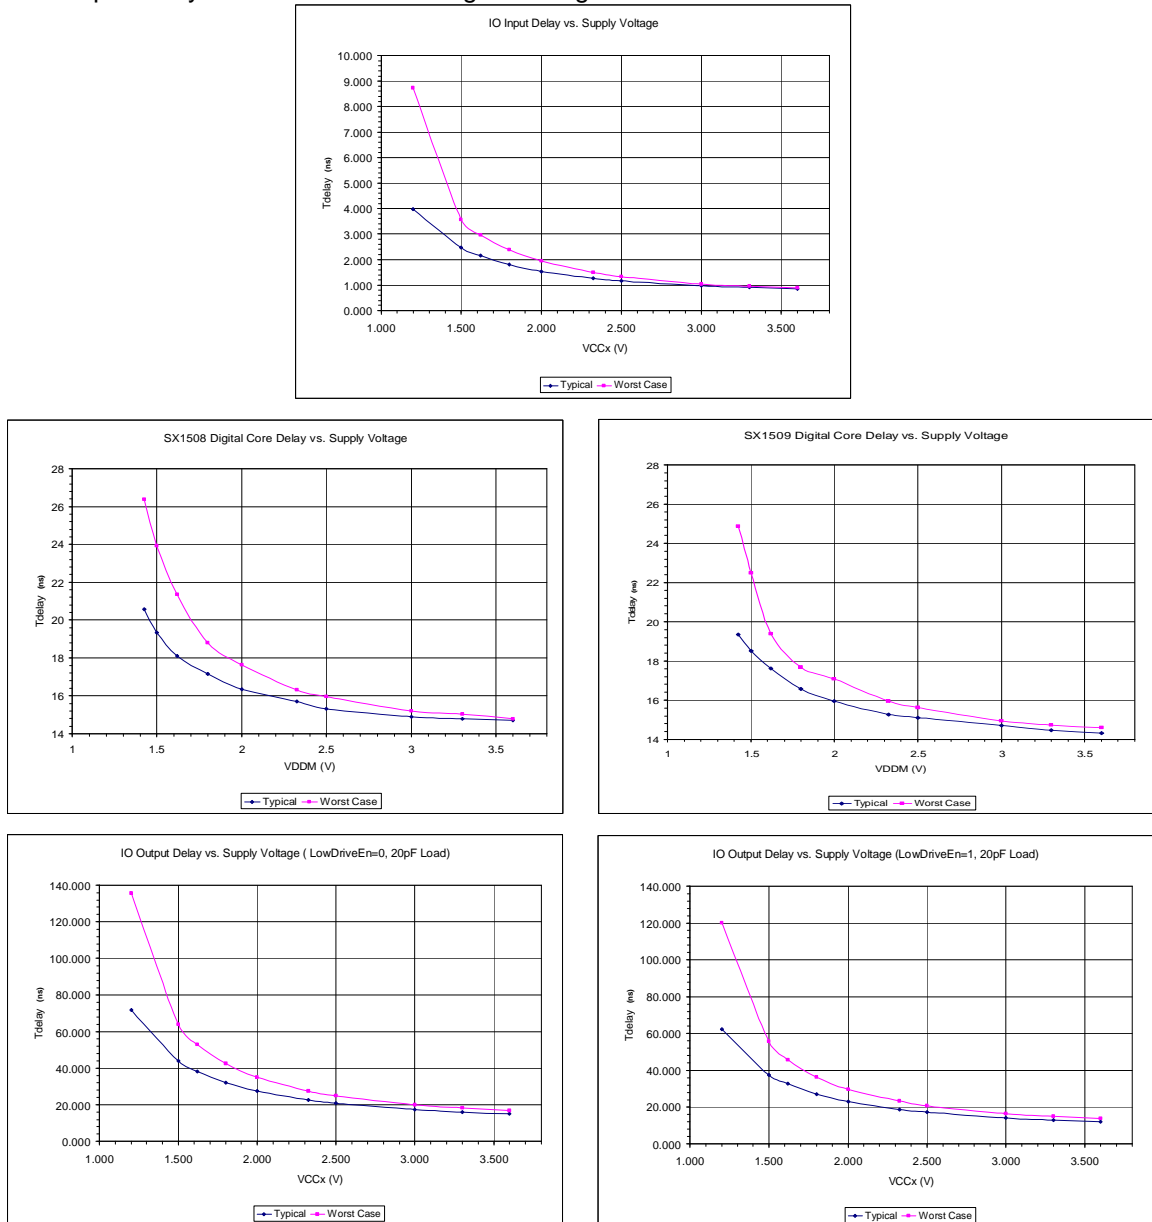 IO Input Delay vs. Supply Voltage
10.000
9.000
8.000
7.000
6.000
5.000
4.000
3.000
2.000
1.000
0.000
Tdelay (ns)
1.000 1.500 2.000 2.500 3.000 3.500
VCCx (V)
Typical Worst Case
SX1508 Digital Core Delay vs. Supply Voltage
28
26
24
22
20
18
16
14
Tdelay (ns)
1 1.5 2 2.5 3 3.5
VDDM (V)
Typical Worst Case
SX1509 Digital Core Delay vs. Supply Voltage
28
26
24
22
20
18
16
14
Tdelay (ns)
1 1.5 2 2.5 3 3.5
VDDM (V)
Typical Worst Case
IO Output Delay vs. Supply Voltage ( LowDriveEn=0, 20pF Load)
140.000
120.000
100.000
80.000
60.000
40.000
20.000
0.000
Tdelay (ns)
1.000 1.500 2.000 2.500 3.000 3.500
VCCx (V)
Typical Worst Case
IO Output Delay vs. Supply Voltage (LowDriveEn=1, 20pF Load)
140.000
120.000
100.000
80.000
60.000
40.000
20.000
0.000
Tdelay (ns)
1.000 1.500 2.000 2.500 3.000 3.500
VCCx (V)
Typical Worst Case